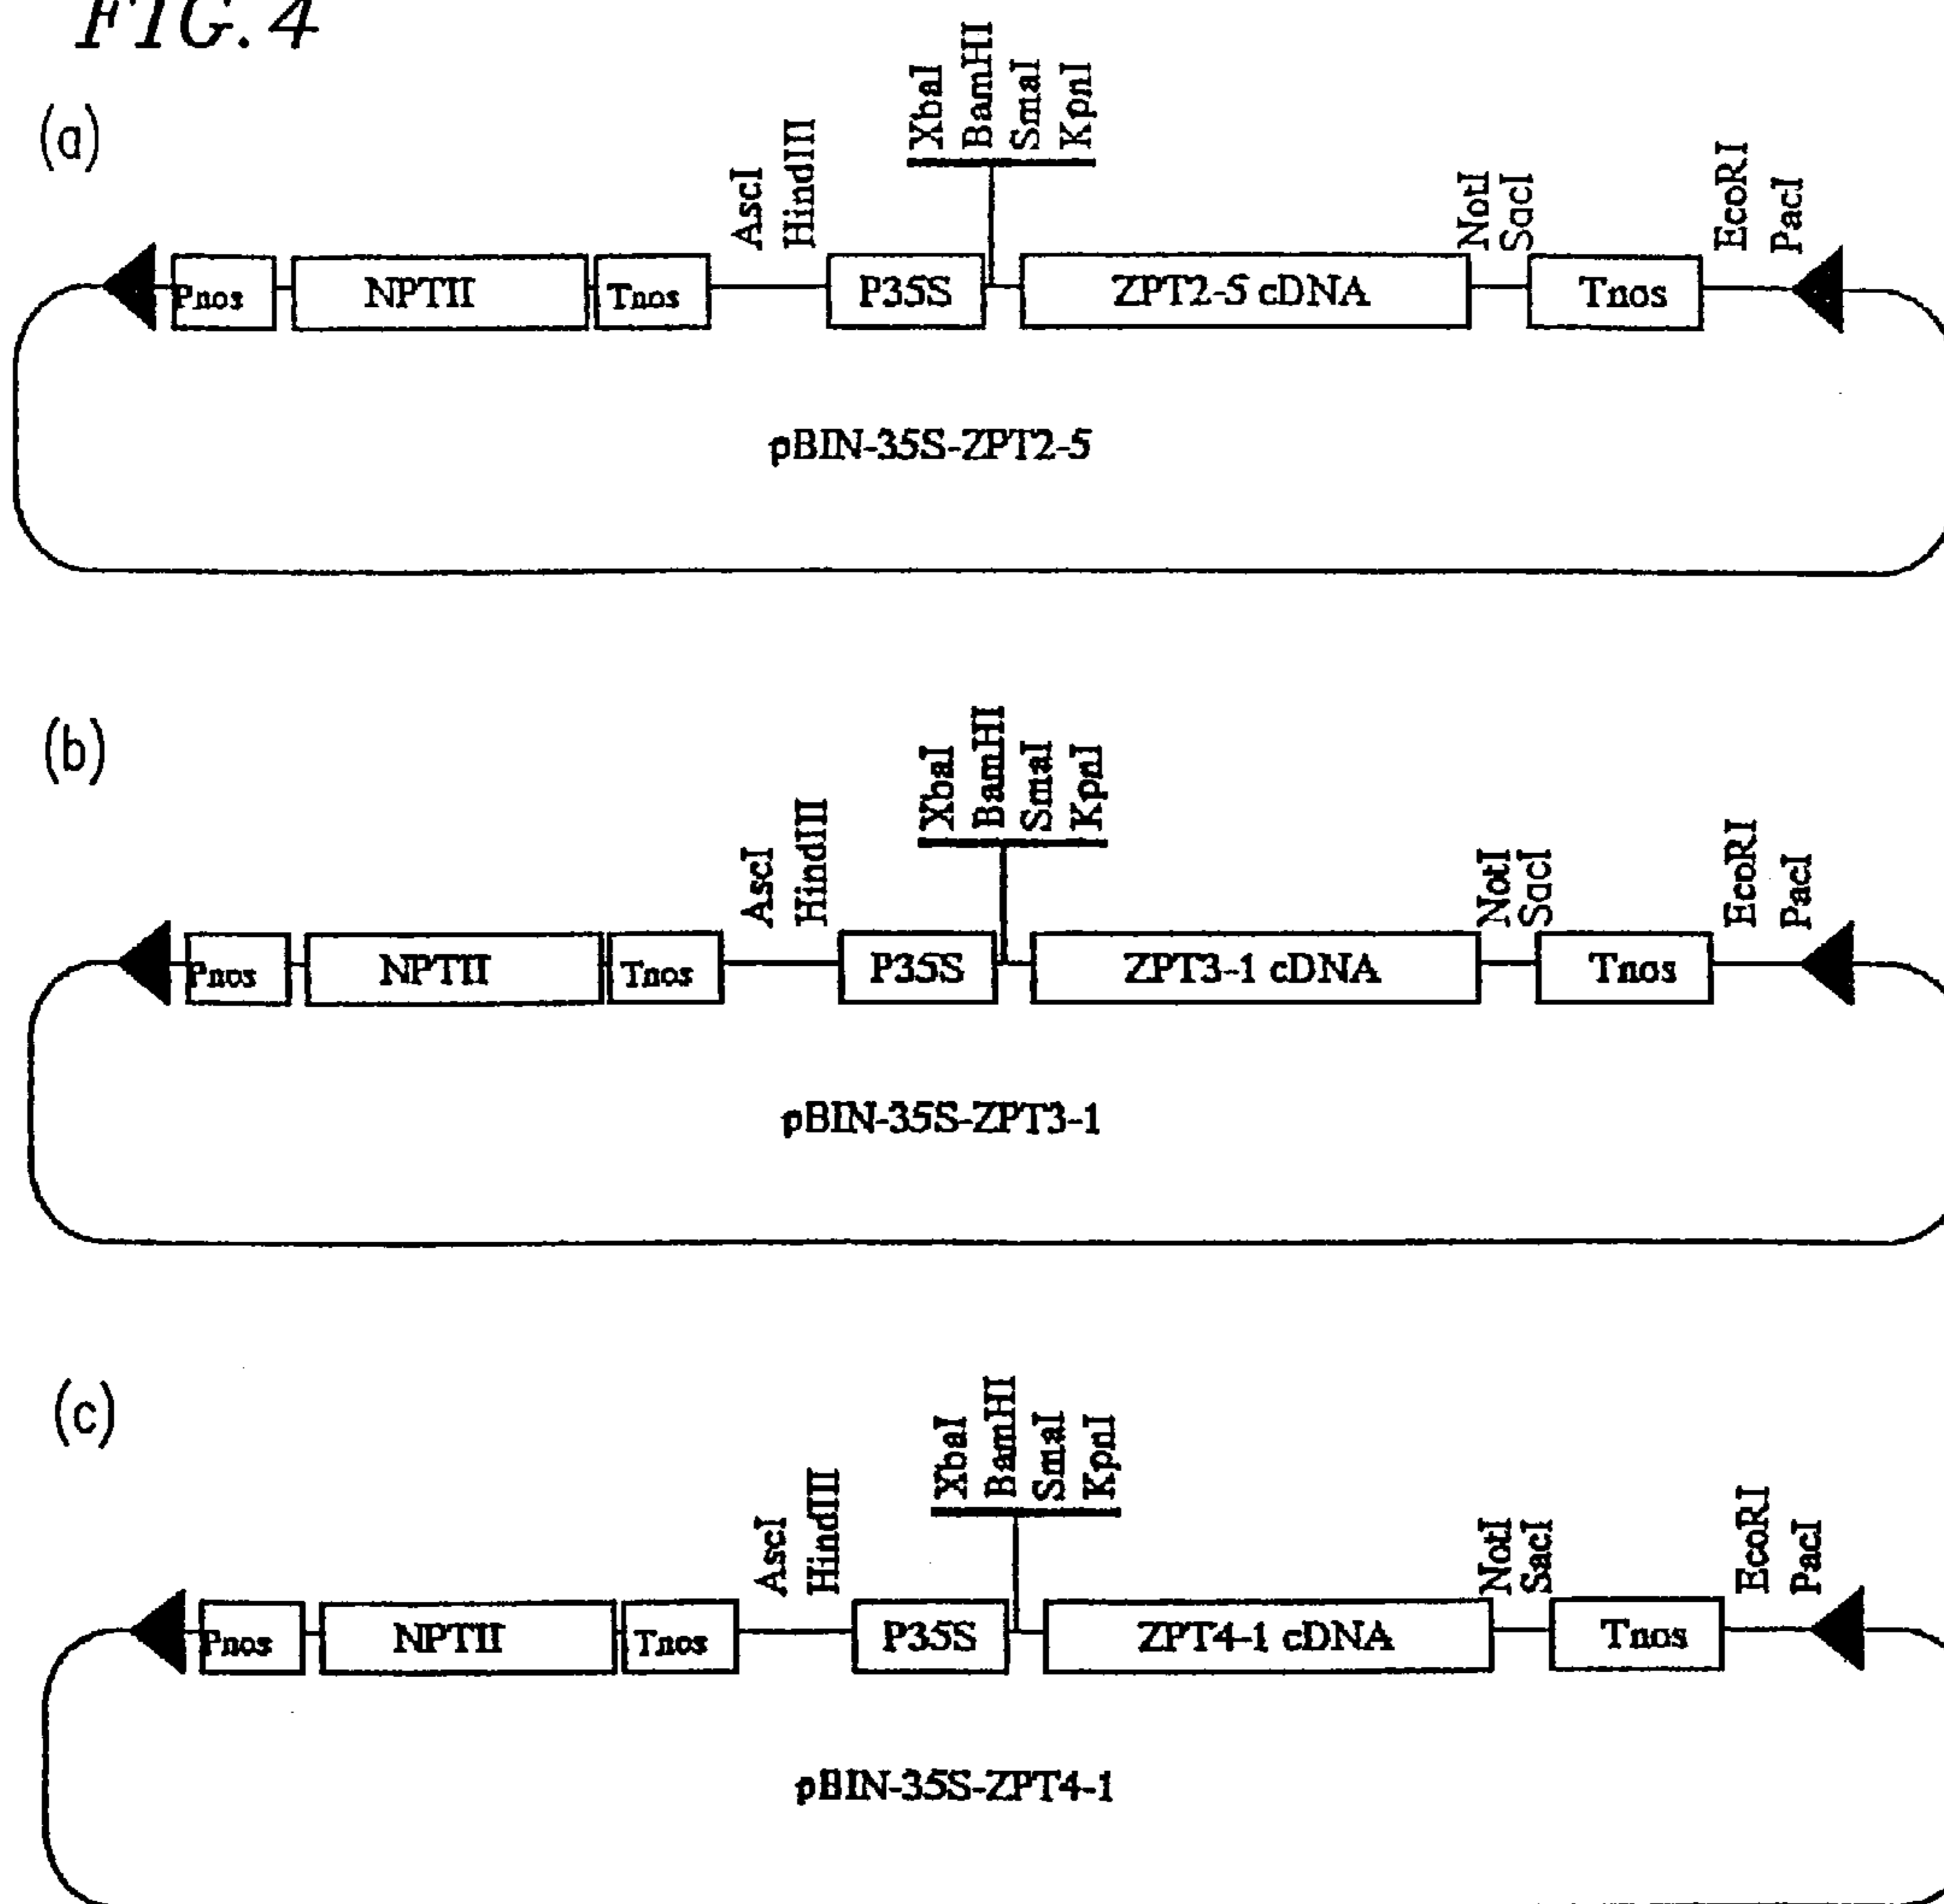 FIG. 4
(a)
AscI
HindIII
XbaI
BamHI
SmaI
KpnI
NotI
SacI
EcoRI
PacI
Pnos NPTII Tnos P35S ZPT2-5 cDNA Tnos
pBIN-35S-ZPT2-5
(b)
AscI
HindIII
XbaI
BamHI
SmaI
KpnI
NotI
SacI
EcoRI
PacI
Pnos NPTII Tnos P35S ZPT3-1 cDNA Tnos
pBIN-35S-ZPT3-1
(c)
AscI
HindIII
XbaI
BamHI
SmaI
KpnI
NotI
SacI
EcoRI
PacI
Pnos NPTII Tnos P35S ZPT4-1 cDNA Tnos
pBIN-35S-ZPT4-1